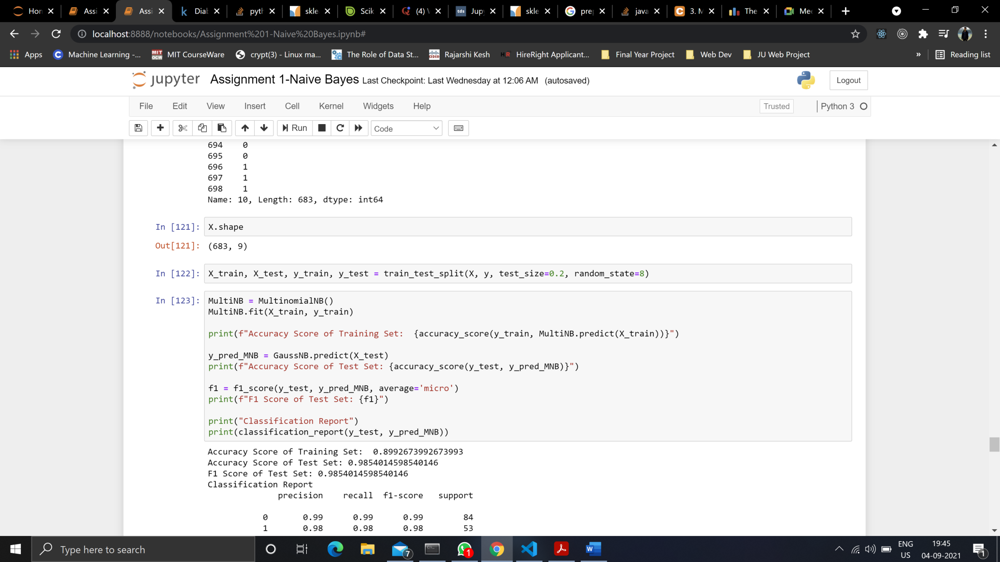 Hon
Assi
Assi
Dial
pyth
skle
Scik
(4) V
Jup
skle
prep
java
3. M
The
Mee
localhost:8888/notebooks/Assignment%201-Naive%20Bayes.ipynb#
Apps
Machine Learning -...
MIT CourseWare
crypt(3) - Linux ma...
The Role of Data St...
Rajarshi Kesh
HireRight Applicant...
Final Year Project
Web Dev
JU Web Project
»
Reading list
jupyter Assignment 1-Naive Bayes Last Checkpoint: Last Wednesday at 12:06 AM (autosaved)
Logout
File Edit View Insert Cell Kernel Widgets Help
Trusted
Python 3
Run
Code
694 0
695 0
696 1
697 1
698 1
Name: 10, Length: 683, dtype: int64
In [121]: X.shape
Out[121]: (683, 9)
In [122]: X_train, X_test, y_train, y_test = train_test_split(X, y, test_size=0.2, random_state=8)
In [123]: MultiNB = MultinomialNB()
MultiNB.fit(X_train, y_train)
print(f"Accuracy Score of Training Set:  {accuracy_score(y_train, MultiNB.predict(X_train))}")
y_pred_MNB = GaussNB.predict(X_test)
print(f"Accuracy Score of Test Set: {accuracy_score(y_test, y_pred_MNB)}")
f1 = f1_score(y_test, y_pred_MNB, average='micro')
print(f"F1 Score of Test Set: {f1}")
print("Classification Report")
print(classification_report(y_test, y_pred_MNB))
Accuracy Score of Training Set:  0.8992673992673993
Accuracy Score of Test Set: 0.9854014598540146
F1 Score of Test Set: 0.9854014598540146
Classification Report
precision recall f1-score support
0 0.99 0.99 0.99 84
1 0.98 0.98 0.98 53
Type here to search
7
1
ENG
US
19:45
04-09-2021
1